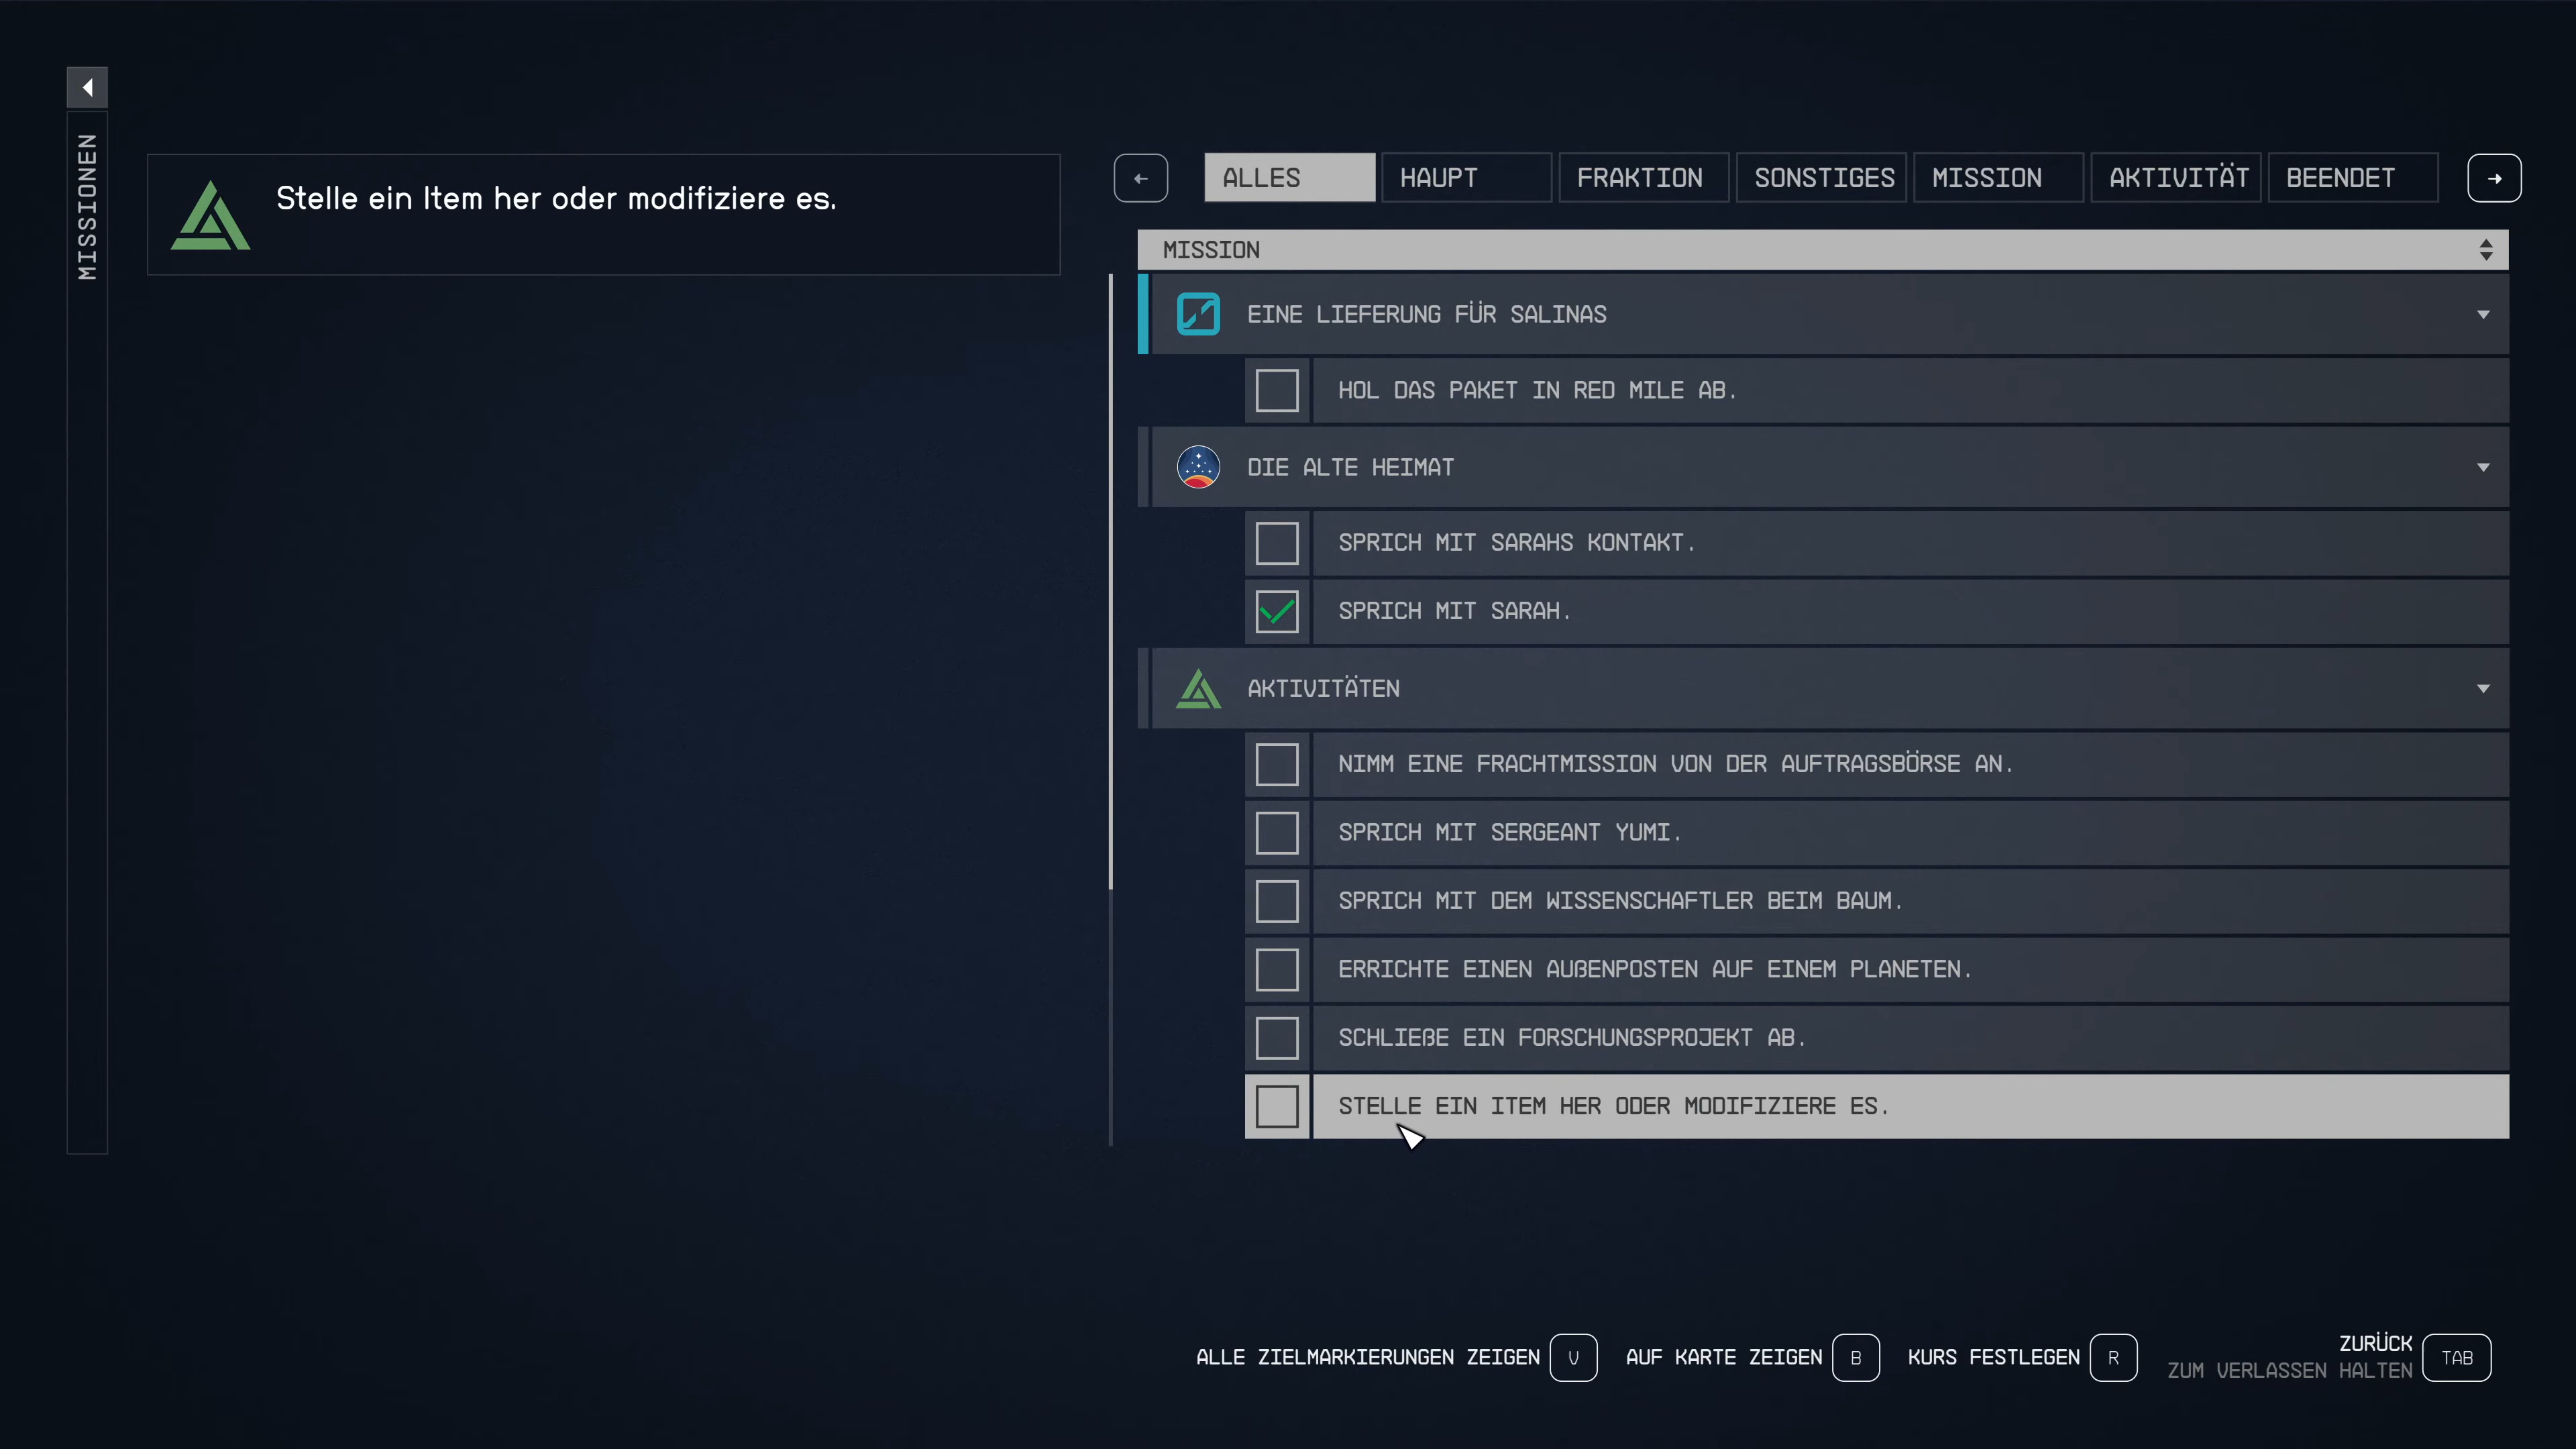 MISSIONEN
Stelle ein Item her oder modifiziere es.
ALLES
HAUPT
FRAKTION
SONSTIGES
MISSION
AKTIVITÄT
BEENDET
MISSION
EINE LIEFERUNG FÜR SALINAS
HOL DAS PAKET IN RED MILE AB.
DIE ALTE HEIMAT
SPRICH MIT SARAHS KONTAKT.
SPRICH MIT SARAH.
AKTIVITÄTEN
NIMM EINE FRACHTMISSION VON DER AUFTRAGSBÖRSE AN.
SPRICH MIT SERGEANT YUMI.
SPRICH MIT DEM WISSENSCHAFTLER BEIM BAUM.
ERRICHTE EINEN AUßENPOSTEN AUF EINEM PLANETEN.
SCHLIEßE EIN FORSCHUNGSPROJEKT AB.
STELLE EIN ITEM HER ODER MODIFIZIERE ES.
ALLE ZIELMARKIERUNGEN ZEIGEN V
AUF KARTE ZEIGEN B
KURS FESTLEGEN R
ZURÜCK
ZUM VERLASSEN HALTEN
TAB